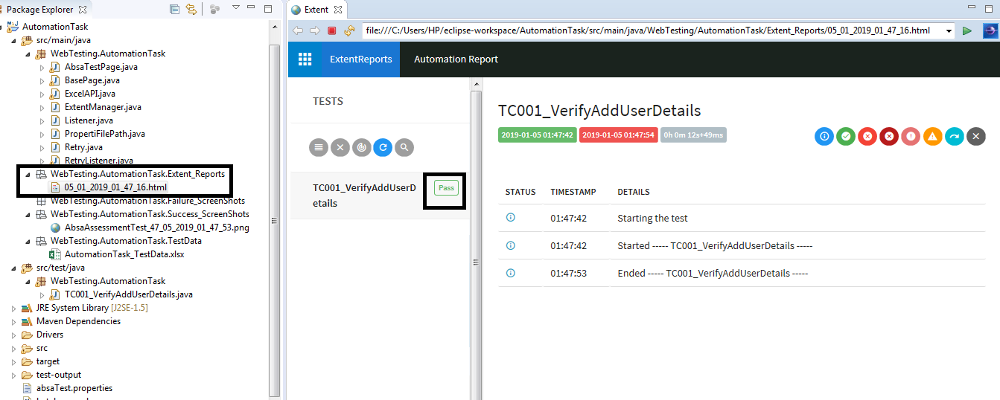 Package Explorer
AutomationTask
src/main/java
WebTesting.AutomationTask
AbsaTestPage.java
BasePage.java
ExcelAPI.java
ExtentManager.java
Listener.java
PropertiFilePath.java
Retry.java
RetryListener.java
WebTesting.AutomationTask.Extent_Reports
05_01_2019_01_47_16.html
WebTesting.AutomationTask.Failure_ScreenShots
WebTesting.AutomationTask.Success_ScreenShots
AbsaAssessmentTest_47_05_2019_01_47_53.png
WebTesting.AutomationTask.TestData
AutomationTask_TestData.xlsx
src/test/java
WebTesting.AutomationTask
TC001_VerifyAddUserDetails.java
JRE System Library [J2SE-1.5]
Maven Dependencies
Drivers
src
target
test-output
absaTest.properties
Extent
file:///C:/Users/HP/eclipse-workspace/AutomationTask/src/main/java/WebTesting/AutomationTask/Extent_Reports/05_01_2019_01_47_16.html
ExtentReports Automation Report
TESTS
TC001_VerifyAddUserD
etails
Pass
TC001_VerifyAddUserDetails
2019-01-05 01:47:42 2019-01-05 01:47:54 0h 0m 12s+49ms
STATUS TIMESTAMP DETAILS
01:47:42 Starting the test
01:47:42 Started ----- TC001_VerifyAddUserDetails -----
01:47:53 Ended ----- TC001_VerifyAddUserDetails -----